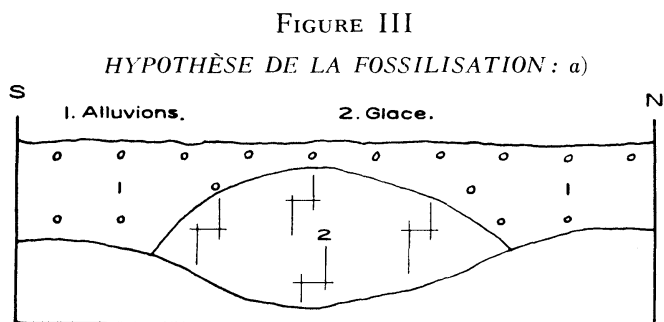 FIGURE III
HYPOTHÈSE DE LA FOSSILISATION : a)
S N
1. Alluvions. 2. Glace.
1 1
2